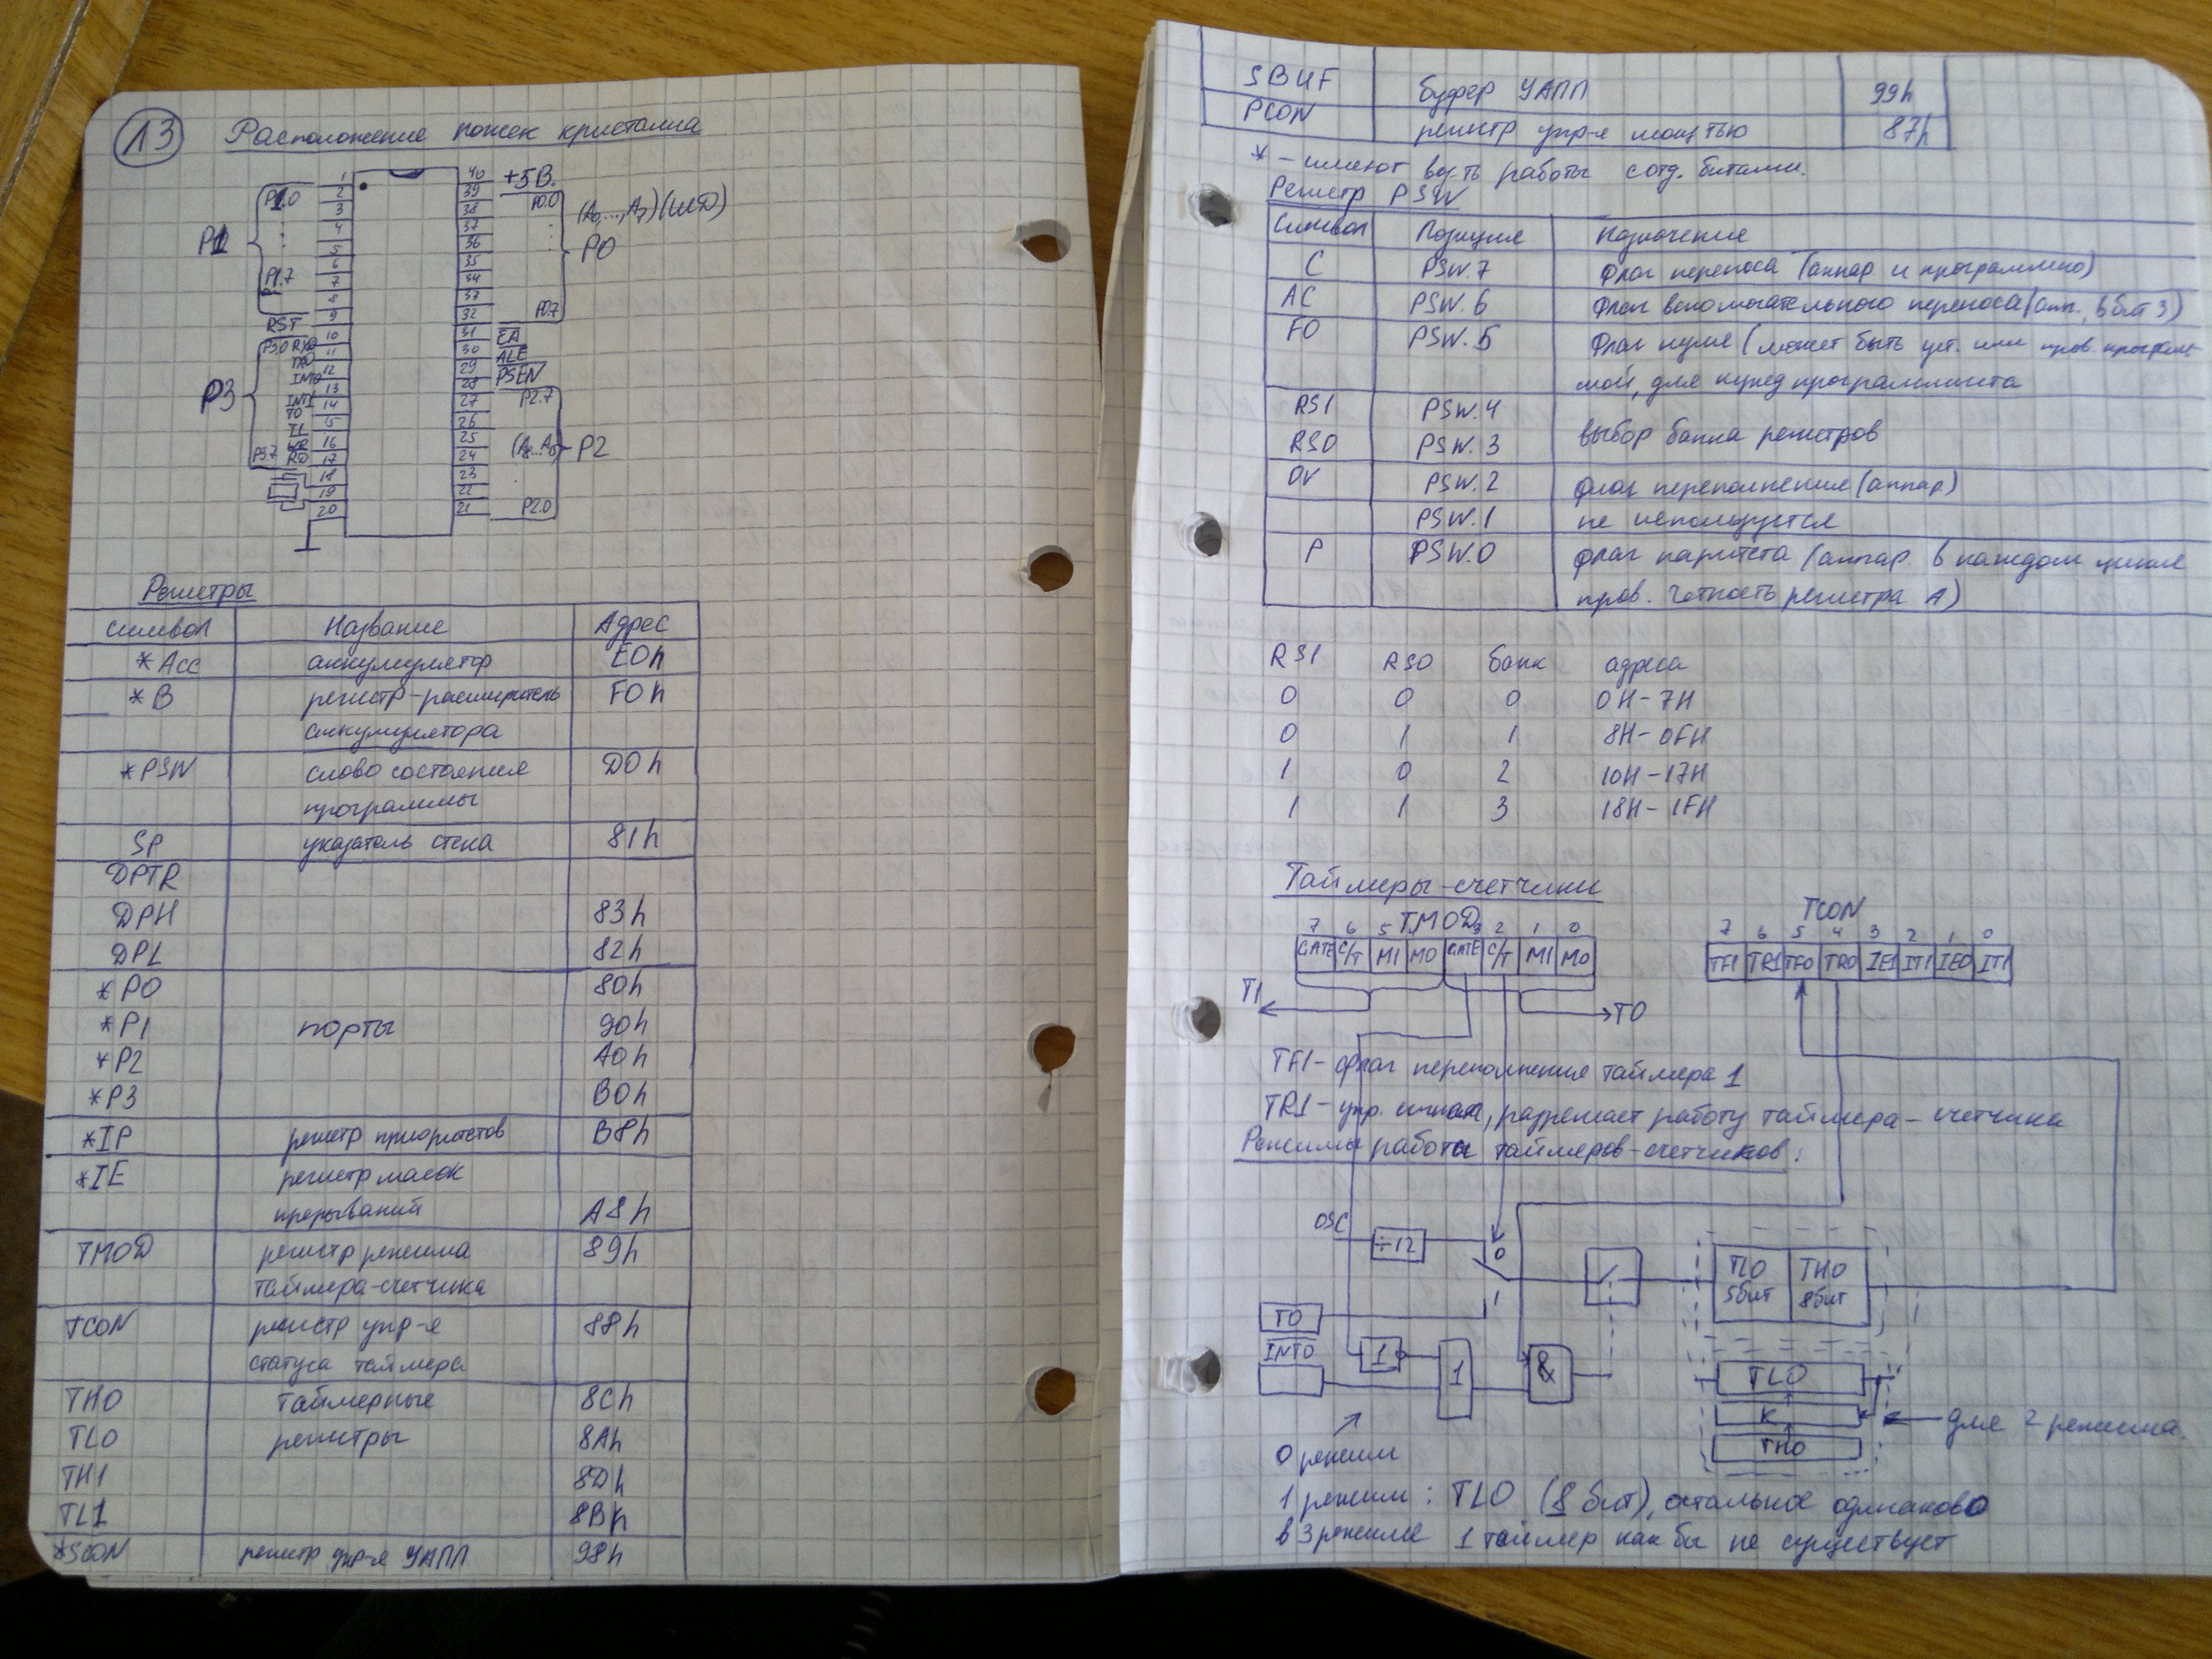 13 Расположение ножек кристалла
P1
P1.0
P1.7
RST
P3
P3.0 RXD
TXD
INT0
INT1
T0
T1
WR
P3.7 RD
1
2
3
4
5
6
7
8
9
10
11
12
13
14
15
16
17
18
19
20
40 +5В.
39 P0.0
38
37
36
35
34
37
32 P0.7
31 EA
30 ALE
29 PSEN
28 P2.7
27
26
25
24
23
22
21 P2.0
(A0...,A7)(ШД)
P0
P2
Регистры
Символ Название Адрес
*Acc аккумулятор E0h
*B регистр-расширитель F0h
аккумулятора
*PSW слово состояния D0h
программы
SP указатель стека 81h
DPTR
DPH 83h
DPL 82h
*P0 80h
*P1 порты 90h
*P2 A0h
*P3 B0h
*IP регистр приоритетов B8h
*IE регистр масок
прерываний A8h
TMOD регистр режима 89h
таймера-счетчика
TCON регистр упр-я 88h
статуса таймера
TH0 таймерные 8Ch
TL0 регистры 8Ah
TH1 8Dh
TL1 8Bh
*SCON регистр упр-я УАПП 98h
SBUF буфер УАПП 99h
PCON регистр упр-я мощтью 87h
* - имеют воз-ть работы с отд. битами.
Регистр PSW
Символ Позиция Назначение
C PSW.7 Флаг переноса (аппар и программно)
AC PSW.6 Флаг вспомогательного переноса (апп., в бит 3)
F0 PSW.5 Флаг нуля (может быть уст. или пров. програм-
мой, для нужд программиста
RS1 PSW.4
RS0 PSW.3 выбор банка регистров
OV PSW.2 флаг переполнения (аппар)
PSW.1 не используется
P PSW.0 флаг паритета (аппар. в каждом цикле
пров. четность регистра A)
RS1 RS0 банк адреса
0 0 0 0H-7H
0 1 1 8H-0FH
1 0 2 10H-17H
1 1 3 18H-1FH
Таймеры-счетчики
TMOD
7 6 5 4 3 2 1 0
GATE C/T M1 M0 GATE C/T M1 M0
T1
T0
TCON
7 6 5 4 3 2 1 0
TF1 TR1 TF0 TR0 IE1 IT1 IE0 IT1
TF1- флаг переполнения таймера 1
TR1- упр. сигнал, разрешает работу таймера-счетчика
Режимы работы таймеров-счетчиков:
OSC ÷12 0
1
TL0 5бит TH0 8бит
T0
INT0
1 1 &
TL0
K
TH0
для 2 режима.
0 режим
1 режим: TL0 (8 бит), остальное одинаково
в 3 режиме 1 таймер как бы не существует